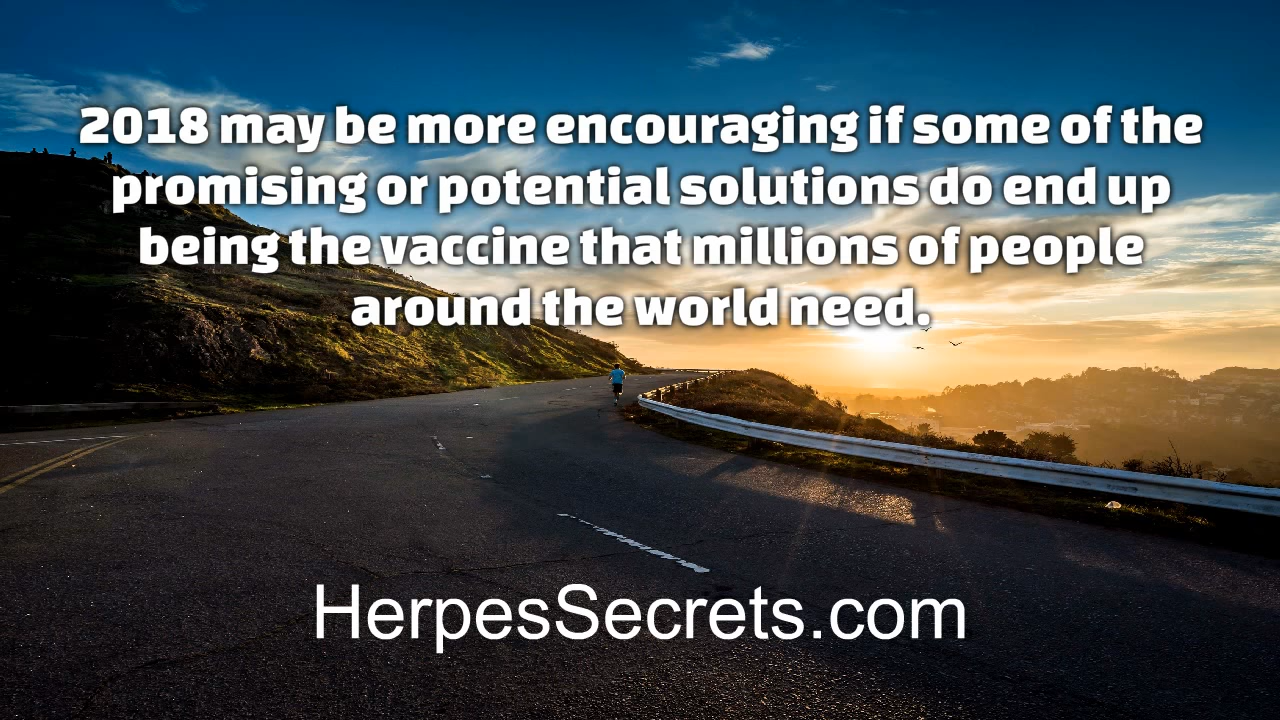 2018 may be more encouraging if some of the
promising or potential solutions do end up
being the vaccine that millions of people
around the world need.
HerpesSecrets.com